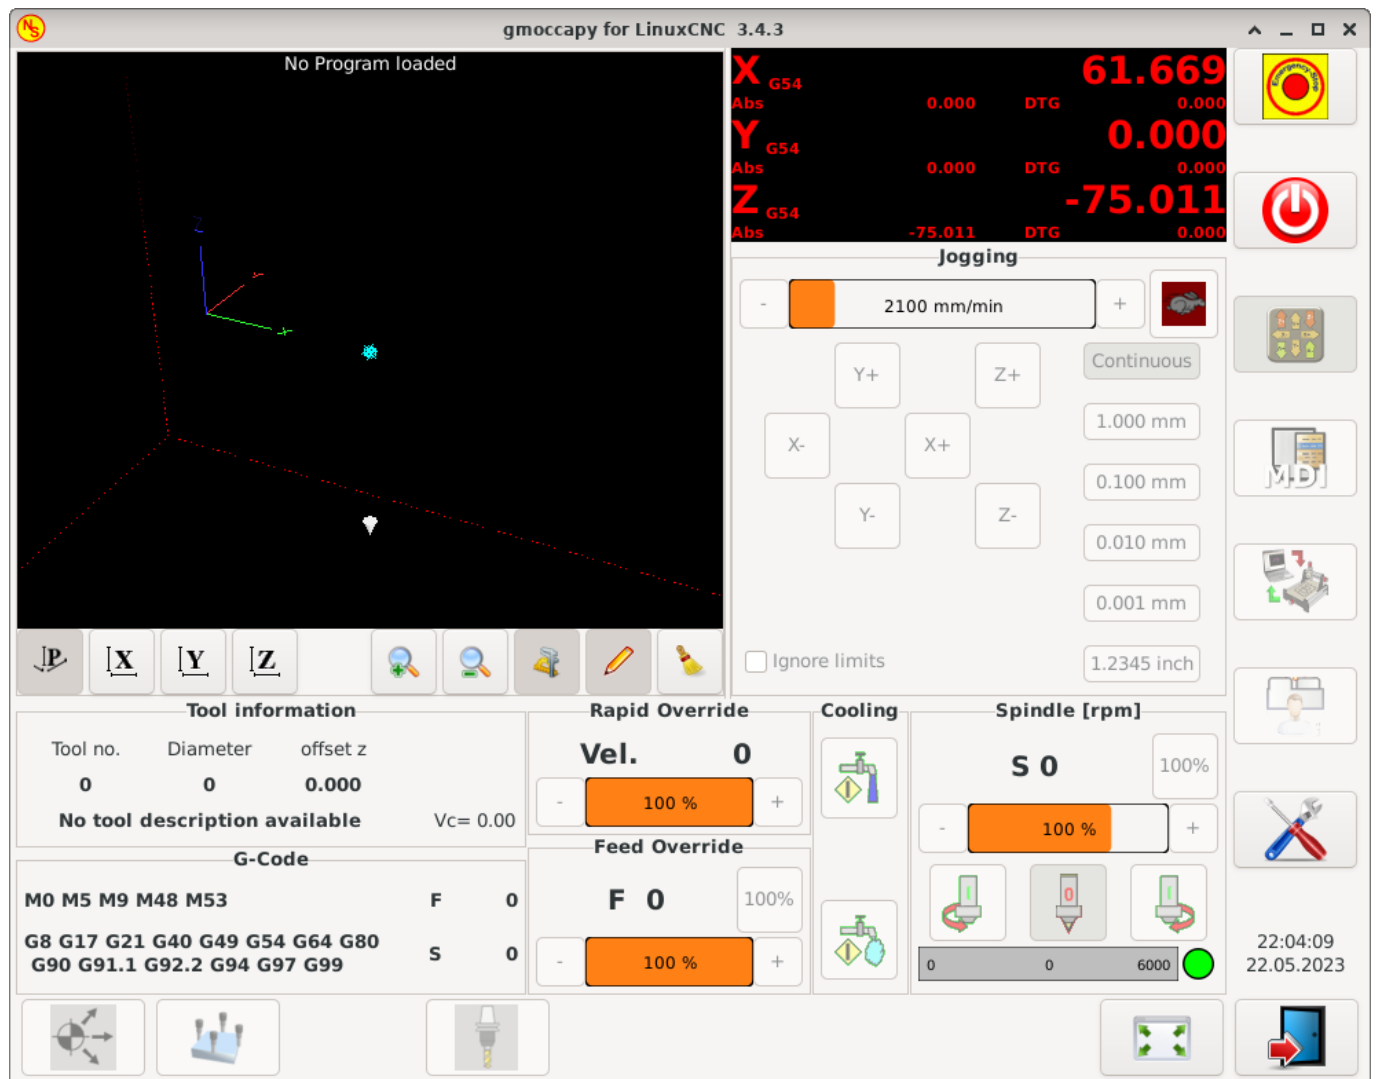 gmoccapy for LinuxCNC 3.4.3
No Program loaded
X G54 61.669
Abs 0.000 DTG 0.000
Y G54 0.000
Abs 0.000 DTG 0.000
Z G54 -75.011
Abs -75.011 DTG 0.000
Emergency-Stop
Jogging
- 2100 mm/min +
Y+ Z+
X- X+
Y- Z-
Continuous
1.000 mm
0.100 mm
0.010 mm
0.001 mm
1.2345 inch
Ignore limits
MDI
P X Y Z
Tool information
Tool no. Diameter offset z
0 0 0.000
No tool description available Vc= 0.00
G-Code
M0 M5 M9 M48 M53 F 0
G8 G17 G21 G40 G49 G54 G64 G80
G90 G91.1 G92.2 G94 G97 G99
S 0
Rapid Override
Vel. 0
- 100 % +
Feed Override
F 0 100%
- 100 % +
Cooling
Spindle [rpm]
S 0 100%
- 100 % +
I 0 I
0 0 6000
22:04:09
22.05.2023